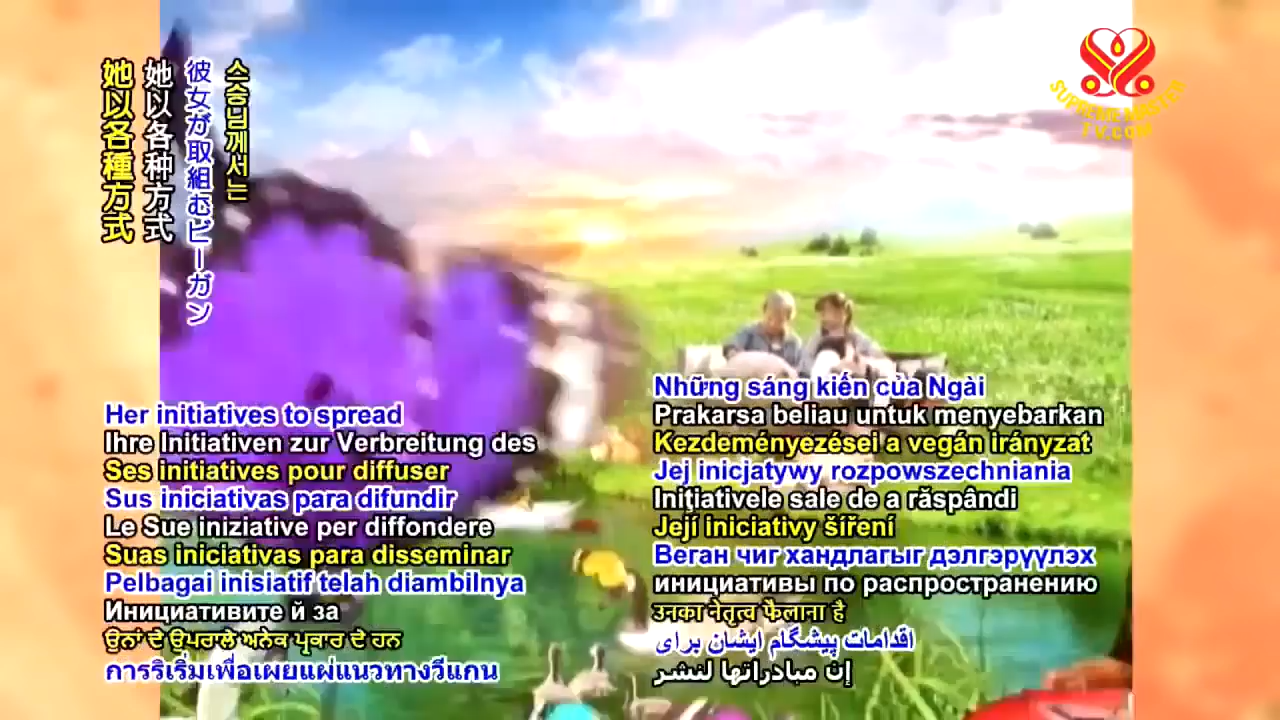 她以各種方式
她以各种方式
彼女が取組むビーガン
스승님께서는
SUPREME MASTER
TV.COM
Her initiatives to spread
Ihre Initiativen zur Verbreitung des
Ses initiatives pour diffuser
Sus iniciativas para difundir
Le Sue iniziative per diffondere
Suas iniciativas para disseminar
Pelbagai inisiatif telah diambilnya
Инициативите й за
ਉਨਾਂ ਦੇ ਉਪਰਾਲੇ ਅਨੇਕ ਪ੍ਰਕਾਰ ਦੇ ਹਨ
การริเริ่มเพื่อเผยแผ่แนวทางวีแกน
Những sáng kiến của Ngài
Prakarsa beliau untuk menyebarkan
Kezdeményezései a vegán irányzat
Jej inicjatywy rozpowszechniania
Iniţiativele sale de a răspândi
Její iniciativy šíření
Веган чиг хандлагыг дэлгэрүүлэх
инициативы по распространению
उनका नेतृत्व फैलाना है
اقدامات پیشگام ایشان برای
إن مبادراتها لنشر